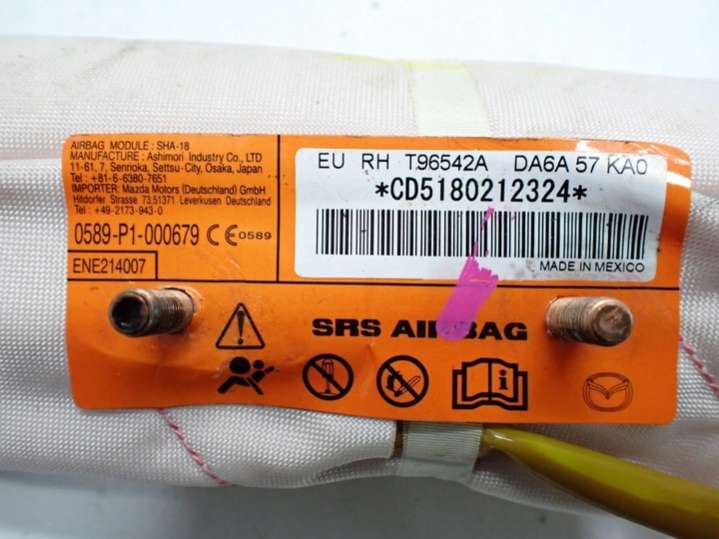 AIRBAG MODULE : SHA-18
MANUFACTURE : Ashimori Industry Co., LTD
11-61, 7, Senrioka, Settsu-City, Osaka, Japan
Tel : +81-6-6380-7651
IMPORTER: Mazda Motors (Deutschland) GmbH
Hitdorfer Strasse 73.51371 Leverkusen Deutschland
Tel : +49-2173-943-0
0589-P1-000679 CE 0589
ENE214007
EU RH T96542A DA6A 57 KA0
*CD5180212324*
MADE IN MEXICO
SRS AIRBAG